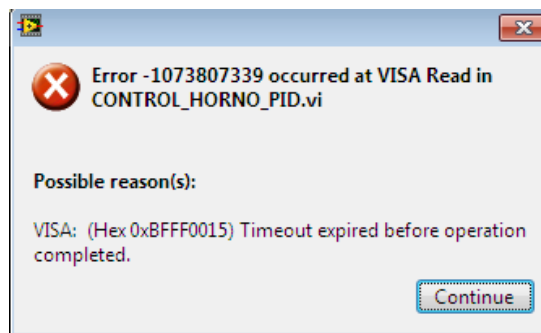 Error -1073807339 occurred at VISA Read in
CONTROL_HORNO_PID.vi
Possible reason(s):
VISA: (Hex 0xBFFF0015) Timeout expired before operation
completed.
Continue